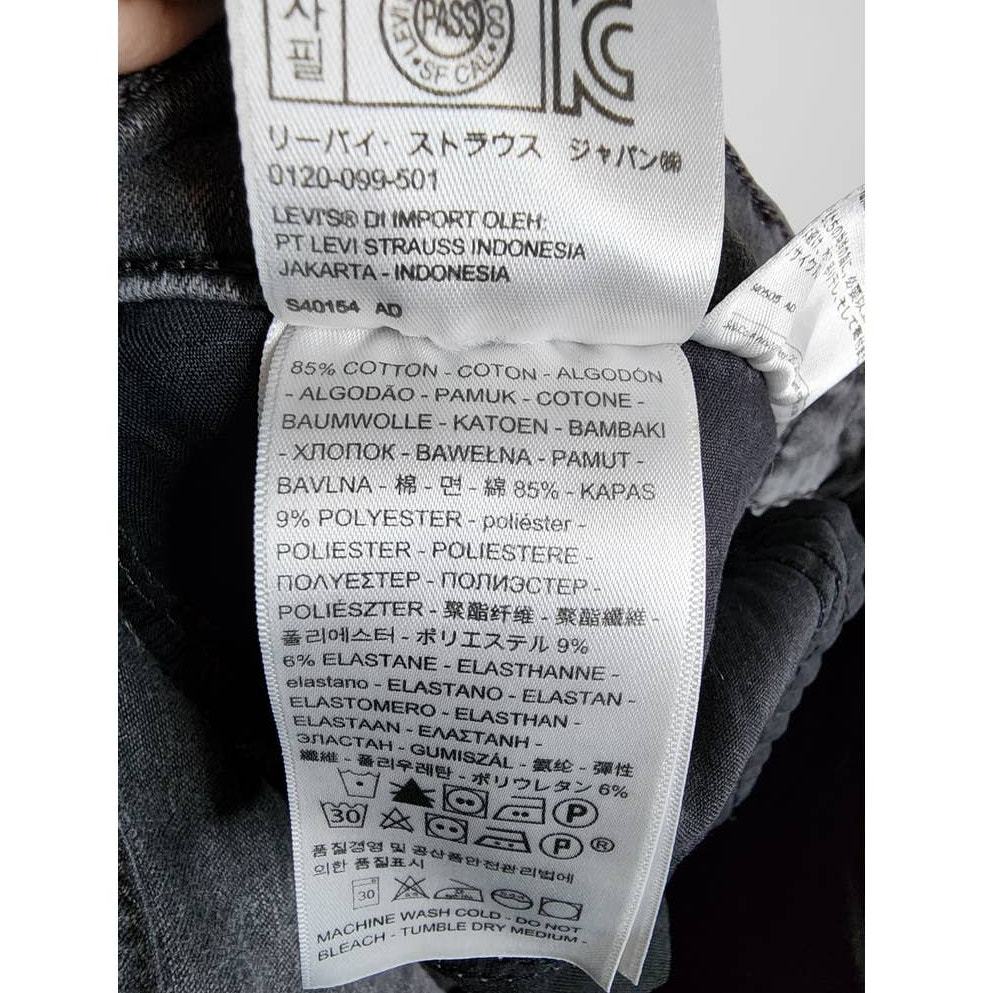 사
필
LEVI
PASS
CO
SF CAL
リーバイ・ストラウス ジャパン㈱
0120-099-501
LEVI'S® DI IMPORT OLEH:
PT LEVI STRAUSS INDONESIA
JAKARTA - INDONESIA
S40154 AD
85% COTTON - COTON - ALGODÓN
- ALGODÃO - PAMUK - COTONE -
BAUMWOLLE - KATOEN - BAMBAKI
- ХЛОПОК - BAWEŁNA - PAMUT -
BAVLNA - 棉 - 면 - 綿 85% - KAPAS
9% POLYESTER - poliéster -
POLIESTER - POLIESTERE -
ΠΟΛΥΕΣΤΕΡ - ПОЛИЭСТЕР -
POLIÉSZTER - 聚酯纤维 - 聚酯纖維 -
폴리에스터 - ポリエステル 9%
6% ELASTANE - ELASTHANNE -
elastano - ELASTANO - ELASTAN -
ELASTOMERO - ELASTHAN -
ELASTAAN - ΕΛΑΣΤΑΝΗ -
ЭЛАСТАН - GUMISZÁL - 氨纶 - 彈性
纖維 - 폴리우레탄 - ポリウレタン 6%
P
30 P ®
품질경영 및 공산품안전관리법에
의한 품질표시
30
MACHINE WASH COLD - DO NOT
BLEACH - TUMBLE DRY MEDIUM -